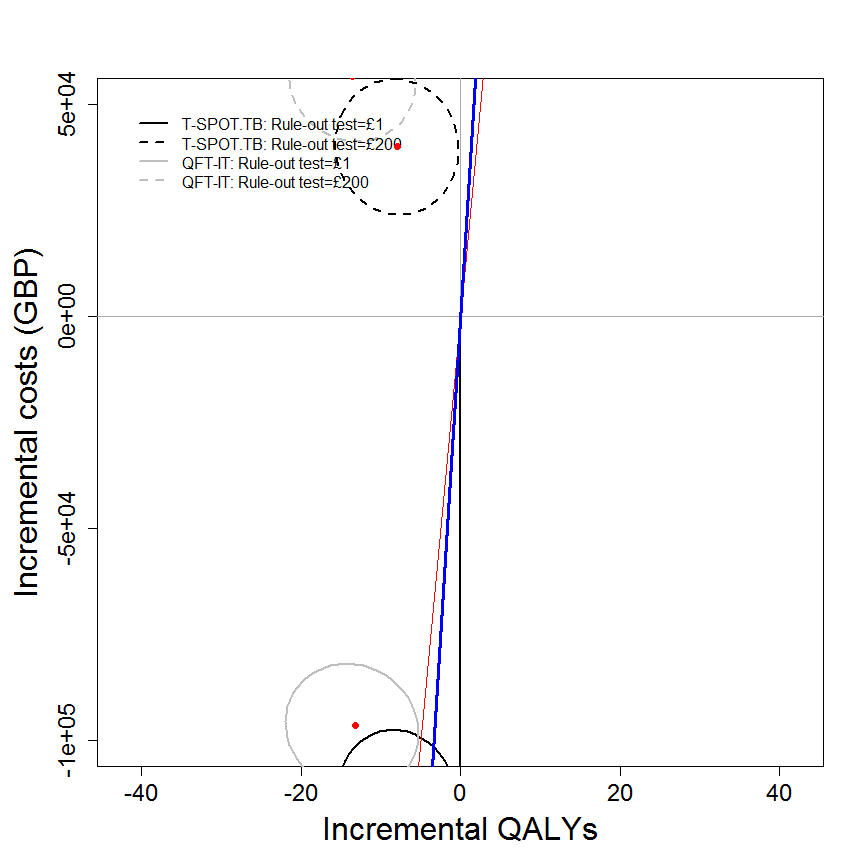 T-SPOT.TB: Rule-out test=£1
T-SPOT.TB: Rule-out test=£200
QFT-IT: Rule-out test=£1
QFT-IT: Rule-out test=£200
5e+04
0e+00
-5e+04
-1e+05
Incremental costs (GBP)
-40 -20 0 20 40
Incremental QALYs